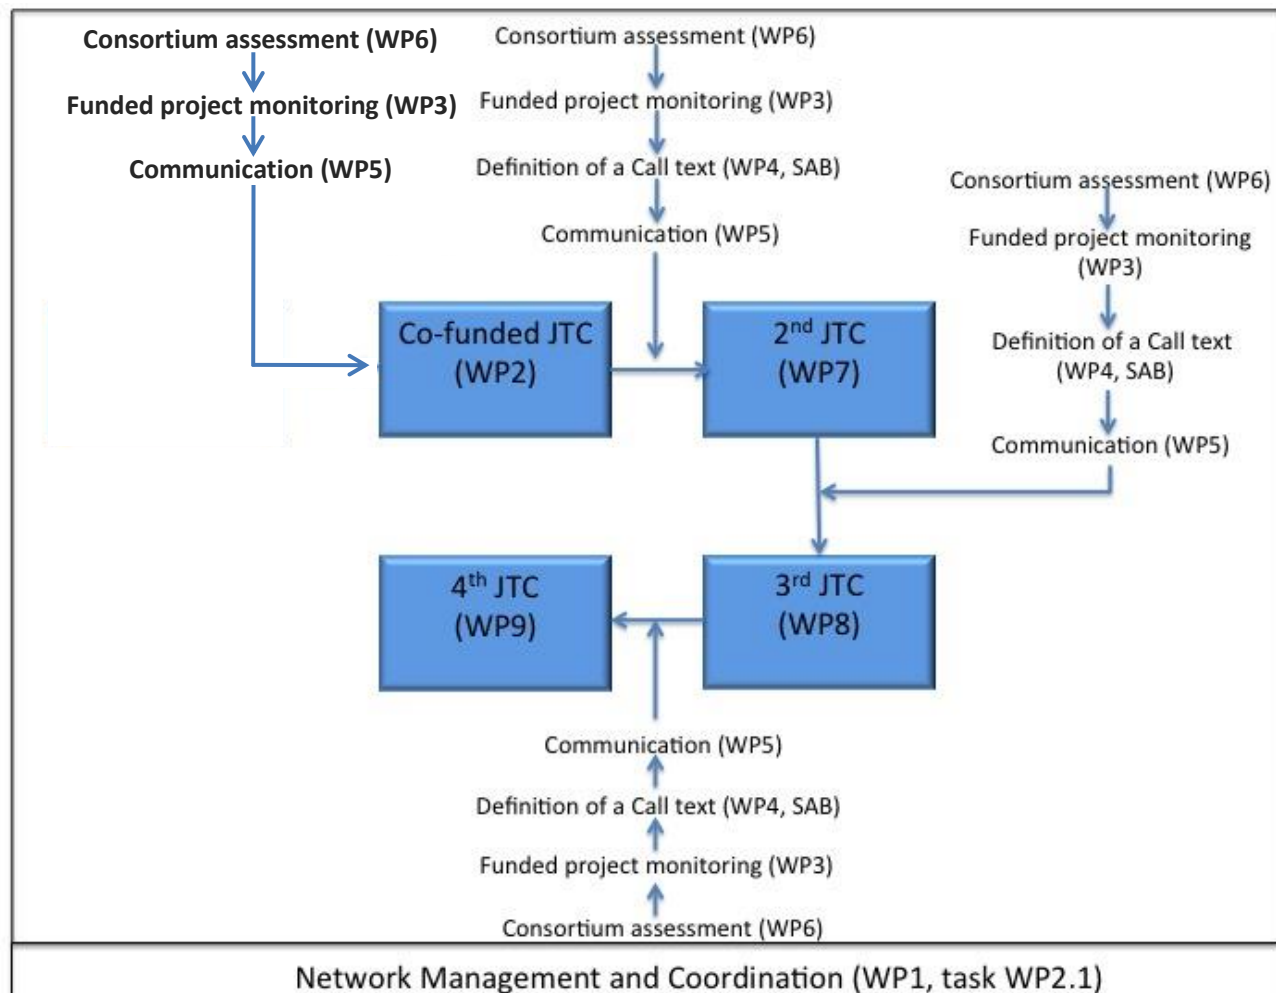 Consortium assessment (WP6)
Funded project monitoring (WP3)
Communication (WP5)
Consortium assessment (WP6)
Funded project monitoring (WP3)
Definition of a Call text (WP4, SAB)
Communication (WP5)
Consortium assessment (WP6)
Funded project monitoring
(WP3)
Definition of a Call text
(WP4, SAB)
Communication (WP5)
Co-funded JTC
(WP2)
2nd JTC
(WP7)
4th JTC
(WP9)
3rd JTC
(WP8)
Communication (WP5)
Definition of a Call text (WP4, SAB)
Funded project monitoring (WP3)
Consortium assessment (WP6)
Network Management and Coordination (WP1, task WP2.1)